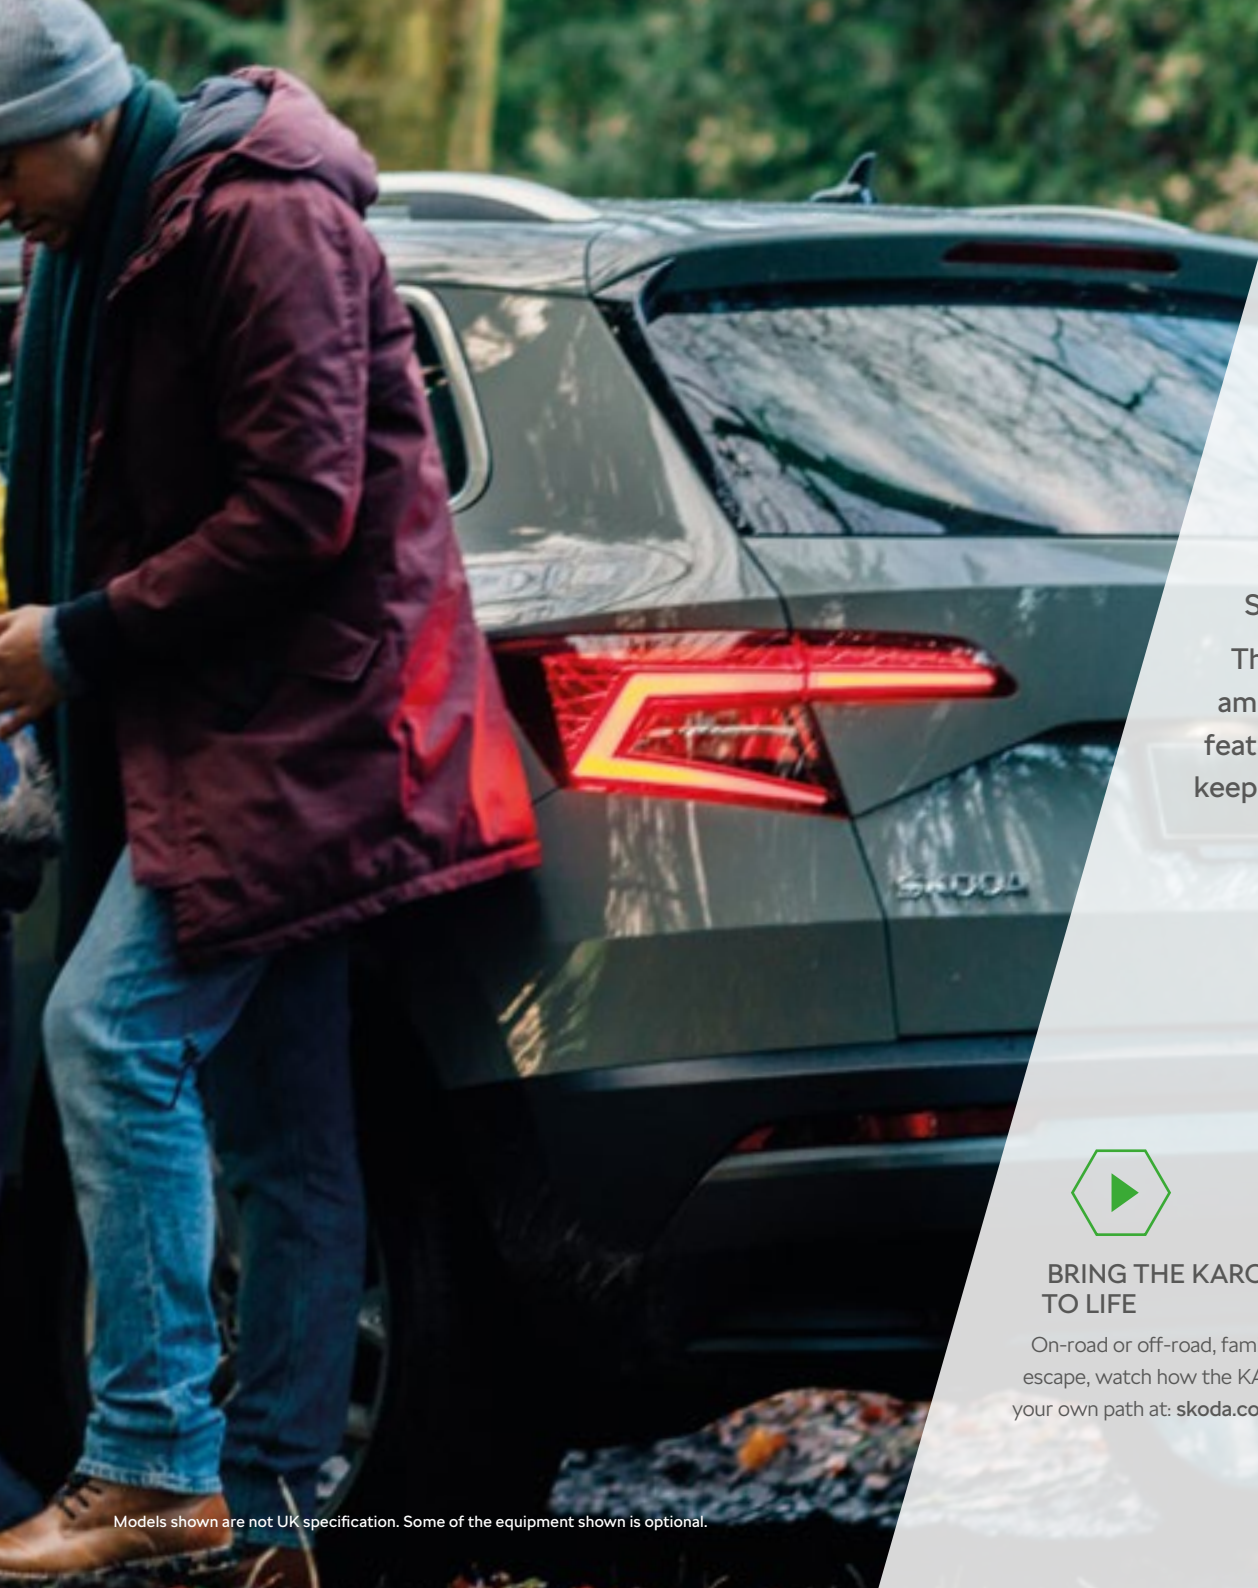 SKODA
S
Th
am
feat
keep
BRING THE KARO
TO LIFE
On-road or off-road, fam
escape, watch how the KA
your own path at: skoda.co
Models shown are not UK specification. Some of the equipment shown is optional.